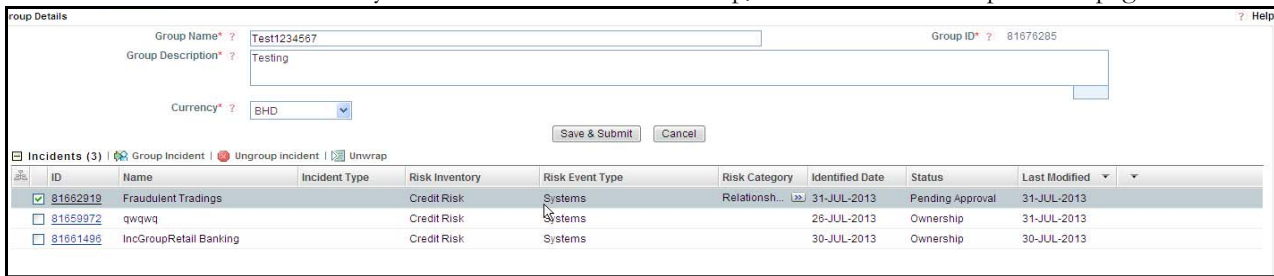 roup Details ? Help
Group Name* ? Test1234567 Group ID* ? 81676285
Group Description* ? Testing
Currency* ? BHD
Save & Submit Cancel
Incidents (3) | Group Incident | Ungroup incident | Unwrap
ID Name Incident Type Risk Inventory Risk Event Type Risk Category Identified Date Status Last Modified
81662919 Fraudulent Tradings Credit Risk Systems Relationsh... >> 31-JUL-2013 Pending Approval 31-JUL-2013
81659972 qwqwq Credit Risk Systems 26-JUL-2013 Ownership 31-JUL-2013
81661496 IncGroupRetail Banking Credit Risk Systems 30-JUL-2013 Ownership 30-JUL-2013